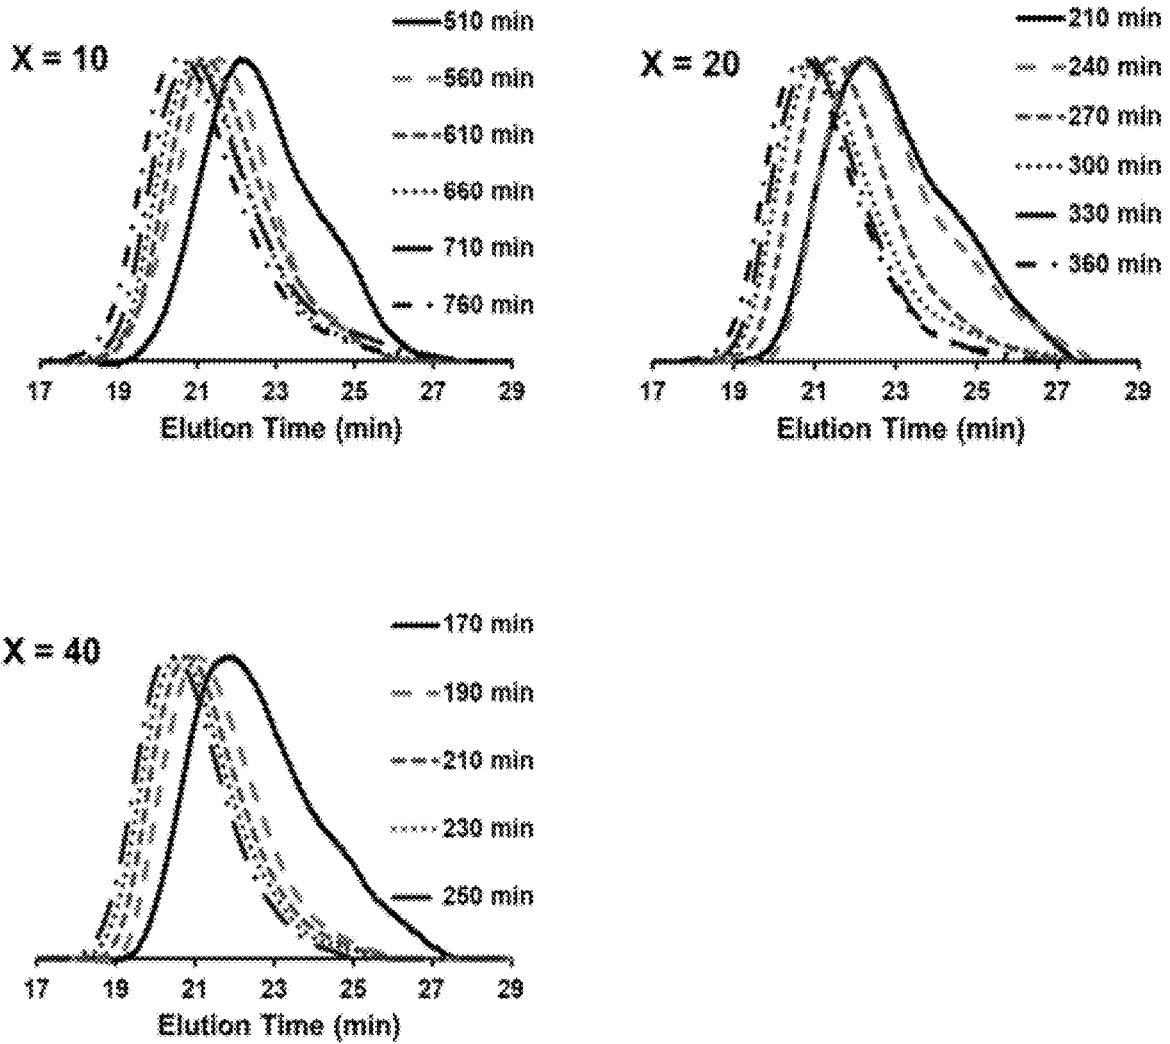 X = 10
510 min
560 min
610 min
660 min
710 min
760 min
17 19 21 23 25 27 29
Elution Time (min)
X = 20
210 min
240 min
270 min
300 min
330 min
360 min
17 19 21 23 25 27 29
Elution Time (min)
X = 40
170 min
190 min
210 min
230 min
250 min
17 19 21 23 25 27 29
Elution Time (min)